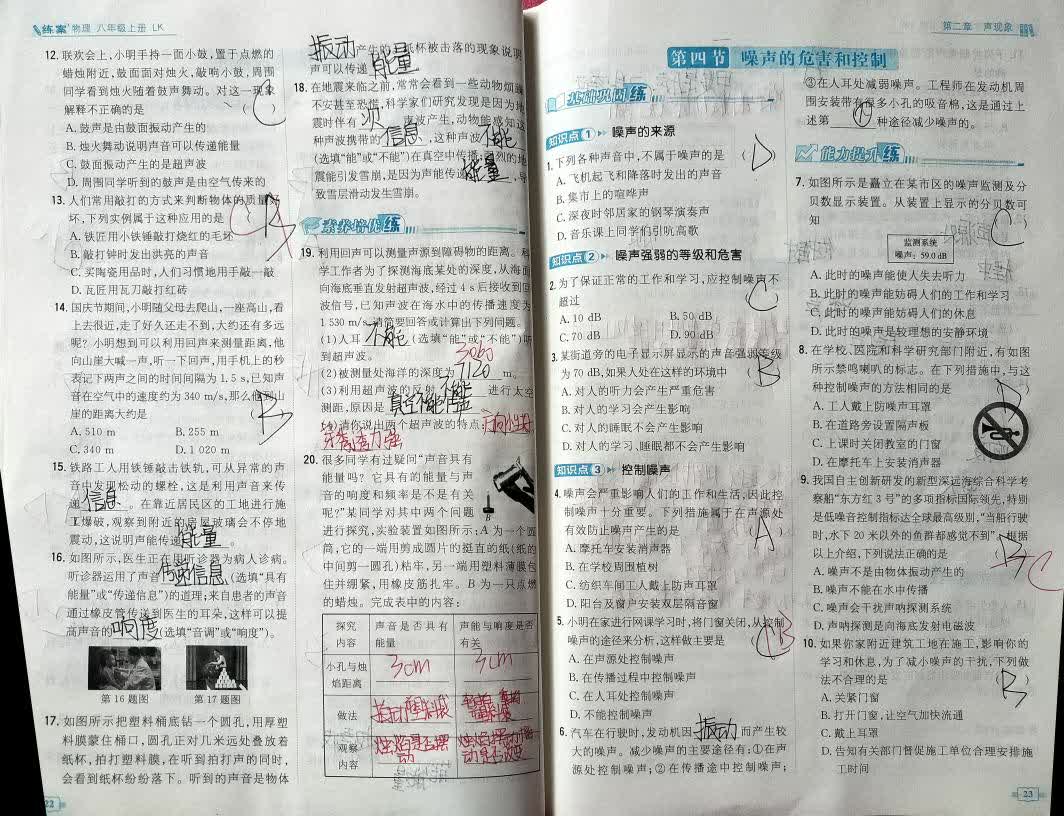 练案 物理 八年级上册 LK
12. 联欢会上,小明手持一面小鼓,置于点燃的
蜡烛附近,鼓面面对烛火,敲响小鼓,周围
同学看到烛火随着鼓声舞动。对这一现象
解释不正确的是 ( C )
A. 鼓声是由鼓面振动产生的
B. 烛火舞动说明声音可以传递能量
C. 鼓面振动产生的是超声波
D. 周围同学听到的鼓声是由空气传来的
13. 人们常用敲打的方式来判断物体的质量好
坏,下列实例属于这种应用的是
A. 铁匠用小铁锤敲打烧红的毛坯
B. 敲打钟时发出洪亮的声音
C. 买陶瓷用品时,人们习惯用手敲一敲
D. 瓦匠用瓦刀敲打红砖
14. 国庆节期间,小明随父母去爬山,一座高山,看
上去很近,走了好久还走不到,大约还有多远
呢?小明想到可以利用回声来测量距离,他
向山崖大喊一声,听一下回声,用手机上的秒
表记下两声之间的时间间隔为 1.5 s,已知声
音在空气中的速度约为 340 m/s,那么他到山
崖的距离大约是 ( B )
A. 510 m B. 255 m
C. 340 m D. 1 020 m
15. 铁路工人用铁锤敲击铁轨,可从异常的声
音中发现松动的螺栓,这是利用声音来传
递信息。在靠近居民区的工地进行施
工爆破,观察到附近的房屋玻璃会不停地
震动,这说明声能传递能量。
16. 如图所示,医生正在用听诊器为病人诊病。
听诊器运用了声音传递信息(选填“具有
能量”或“传递信息”)的道理;来自患者的声音
通过橡皮管传递到医生的耳朵,这样可以提
高声音的响度(选填“音调”或“响度”)。
第 16 题图 第 17 题图
17. 如图所示把塑料桶底钻一个圆孔,用厚塑
料膜蒙住桶口,圆孔正对几米远处叠放着
纸杯,拍打塑料膜,在听到拍打声的同时,
会看到纸杯纷纷落下。听到的声音是物体
22
振动产生的,纸杯被击落的现象说明
声可以传递能量
18. 在地震来临之前,常常会看到一些动物烦躁
不安甚至恐慌,科学家们研究发现是因为地
震时伴有次声波产生,动物能感知这
种声波携带的信息,这种声波不能
(选填“能”或“不能”)在真空中传播,强烈的地
震能引发雪崩,是因为声能传递能量,导
致雪层滑动发生雪崩。
素养培优练
19. 利用回声可以测量声源到障碍物的距离。科
学工作者为了探测海底某处的深度,从海面
向海底垂直发射超声波,经过 4 s 后接收到回
波信号,已知声波在海水中的传播速度为
1 530 m/s,请简要回答或计算出下列问题。
(1)人耳不能(选填“能”或“不能”)听
到超声波。
3060
(2)被测量处海洋的深度为 m。
(3)利用超声波的反射不能进行太空
测距,原因是真空不能传声
(4)请你说出两个超声波的特点:方向性好
穿透力强
20. 很多同学有过疑问“声音具有
能量吗?它具有的能量与声
音的响度和频率是不是有关
呢?”某同学对其中两个问题
进行探究,实验装置如图所示:A 为一个圆
筒,它的一端用剪成圆片的挺直的纸(纸的
中间剪一圆孔)粘牢,另一端用塑料薄膜包
住并绷紧,用橡皮筋扎牢。B 为一只点燃
的蜡烛。完成表中的内容:
B
探究内容 声音是否具有能量 声能与响度是否有关
小孔与烛焰距离 3cm 3cm
做法
观察内容 烛焰是否摆动
第二章 声现象
第四节 噪声的危害和控制
基础巩固练
知识点 1 噪声的来源
1. 下列各种声音中,不属于噪声的是 ( D )
A. 飞机起飞和降落时发出的声音
B. 集市上的喧哗声
C. 深夜时邻居家的钢琴演奏声
D. 音乐课上同学们引吭高歌
知识点 2 噪声强弱的等级和危害
2. 为了保证正常的工作和学习,应控制噪声不
超过 ( C )
A. 10 dB B. 50 dB
C. 70 dB D. 90 dB
3. 某街道旁的电子显示屏显示的声音强弱等级
为 70 dB,如果人处在这样的环境中 ( B )
A. 对人的听力会产生严重危害
B. 对人的学习会产生影响
C. 对人的睡眠不会产生影响
D. 对人的学习、睡眠都不会产生影响
知识点 3 控制噪声
4. 噪声会严重影响人们的工作和生活,因此控
制噪声十分重要。下列措施属于在声源处
有效防止噪声产生的是 ( A )
A. 摩托车安装消声器
B. 在学校周围植树
C. 纺织车间工人戴上防声耳罩
D. 阳台及窗户安装双层隔音窗
5. 小明在家进行网课学习时,将门窗关闭,从控制
噪声的途径来分析,这样做主要是 B
A. 在声源处控制噪声
B. 在传播过程中控制噪声
C. 在人耳处控制噪声
D. 不能控制噪声
6. 汽车在行驶时,发动机因振动而产生较
大的噪声。减少噪声的主要途径有:①在声
源处控制噪声;②在传播途中控制噪声;
③在人耳处减弱噪声。工程师在发动机周
围安装带有很多小孔的吸音棉,这是通过上
述第②种途径减少噪声的。
能力提升练
7. 如图所示是矗立在某市区的噪声监测及分
贝数显示装置。从装置上显示的分贝数可
知 ( C )
监测系统
噪声:59.0 dB
A. 此时的噪声能使人失去听力
B. 此时的噪声能妨碍人们的工作和学习
C. 此时的噪声能妨碍人们的休息
D. 此时的噪声是较理想的安静环境
8. 在学校、医院和科学研究部门附近,有如图
所示禁鸣喇叭的标志。在下列措施中,与这
种控制噪声的方法相同的是 ( D )
A. 工人戴上防噪声耳罩
B. 在道路旁设置隔声板
C. 上课时关闭教室的门窗
D. 在摩托车上安装消声器
9. 我国自主创新研发的新型深远海综合科学考
察船“东方红 3 号”的多项指标国际领先,特别
是低噪音控制指标达全球最高级别,“当船行驶
时,水下 20 米以外的鱼群都感觉不到”,根据
以上介绍,下列说法正确的是 ( B ) C
A. 噪声不是由物体振动产生的
B. 噪声不能在水中传播
C. 噪声会干扰声呐探测系统
D. 声呐探测是向海底发射电磁波
10. 如果你家附近建筑工地在施工,影响你的
学习和休息,为了减小噪声的干扰,下列做
法不合理的是 ( B )
A. 关紧门窗
B. 打开门窗,让空气加快流通
C. 戴上耳罩
D. 告知有关部门督促施工单位合理安排施
工时间
23